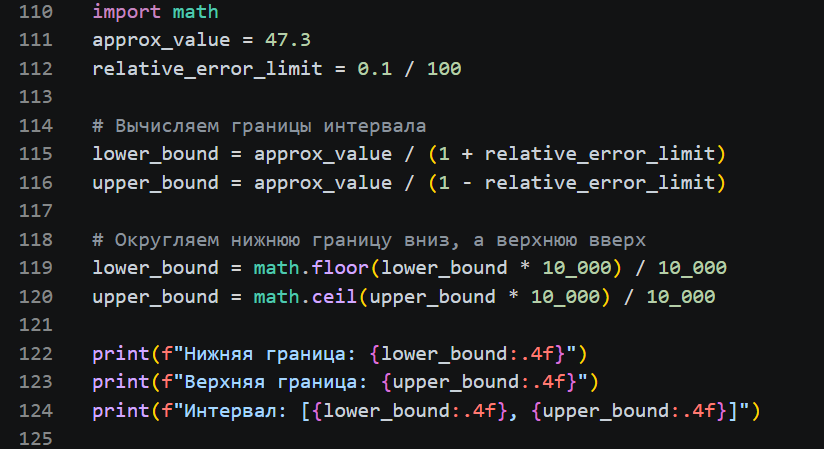 110 import math
111 approx_value = 47.3
112 relative_error_limit = 0.1 / 100
113
114 # Вычисляем границы интервала
115 lower_bound = approx_value / (1 + relative_error_limit)
116 upper_bound = approx_value / (1 - relative_error_limit)
117
118 # Округляем нижнюю границу вниз, а верхнюю вверх
119 lower_bound = math.floor(lower_bound * 10_000) / 10_000
120 upper_bound = math.ceil(upper_bound * 10_000) / 10_000
121
122 print(f"Нижняя граница: {lower_bound:.4f}")
123 print(f"Верхняя граница: {upper_bound:.4f}")
124 print(f"Интервал: [{lower_bound:.4f}, {upper_bound:.4f}]")
125